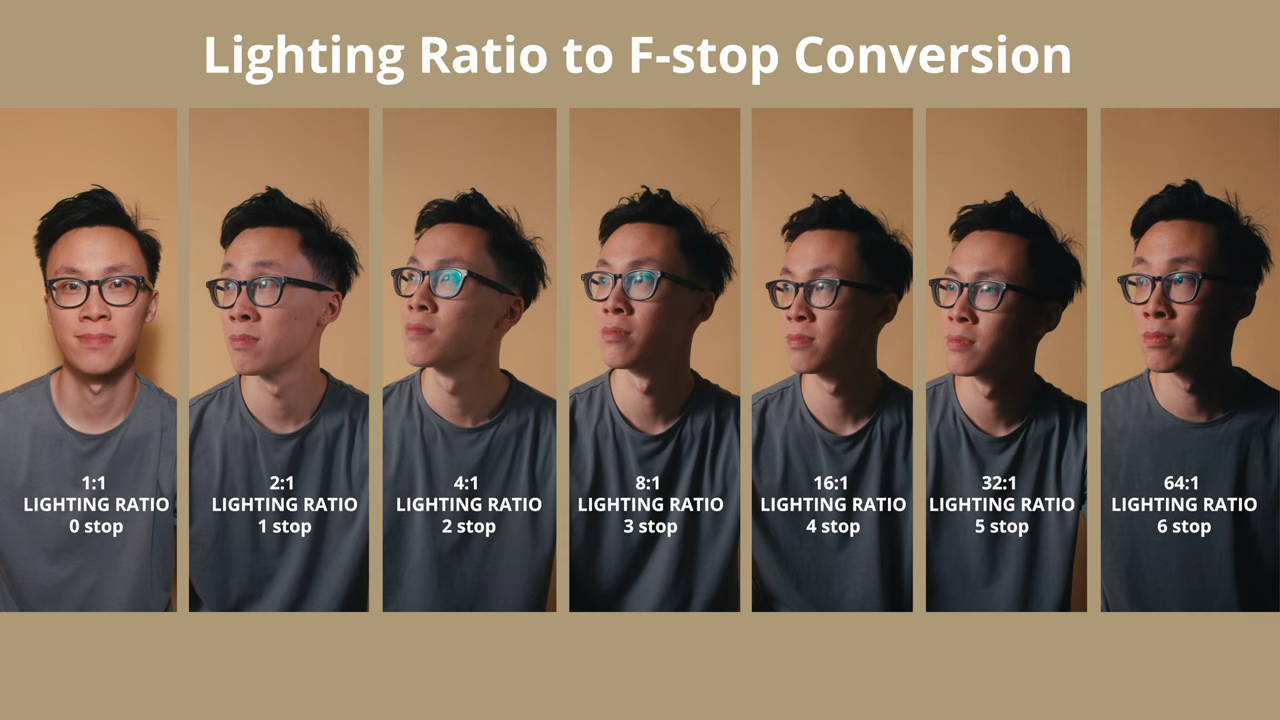 Lighting Ratio to F-stop Conversion
1:1
LIGHTING RATIO
0 stop
2:1
LIGHTING RATIO
1 stop
4:1
LIGHTING RATIO
2 stop
8:1
LIGHTING RATIO
3 stop
16:1
LIGHTING RATIO
4 stop
32:1
LIGHTING RATIO
5 stop
64:1
LIGHTING RATIO
6 stop